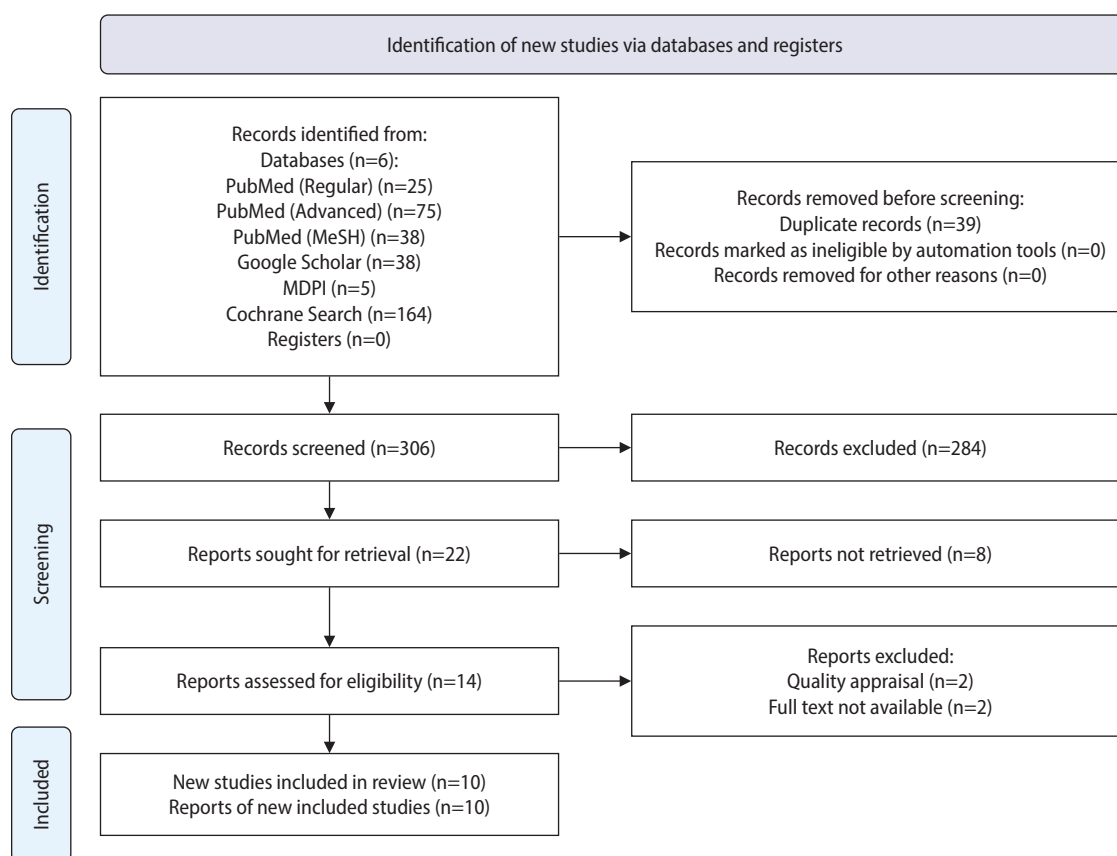 Identification of new studies via databases and registers
Identification
Records identified from:
Databases (n=6):
PubMed (Regular) (n=25)
PubMed (Advanced) (n=75)
PubMed (MeSH) (n=38)
Google Scholar (n=38)
MDPI (n=5)
Cochrane Search (n=164)
Registers (n=0)
Records removed before screening:
Duplicate records (n=39)
Records marked as ineligible by automation tools (n=0)
Records removed for other reasons (n=0)
Screening
Records screened (n=306)
Records excluded (n=284)
Reports sought for retrieval (n=22)
Reports not retrieved (n=8)
Reports assessed for eligibility (n=14)
Reports excluded:
Quality appraisal (n=2)
Full text not available (n=2)
Included
New studies included in review (n=10)
Reports of new included studies (n=10)